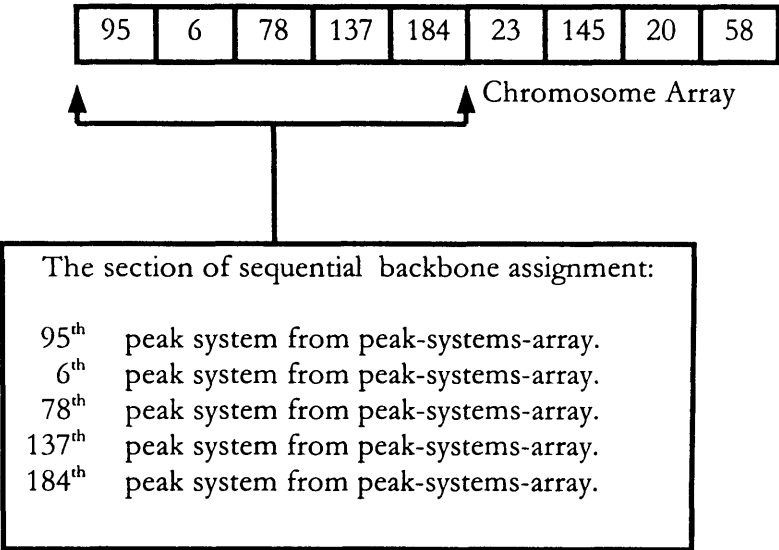 95 6 78 137 184 23 145 20 58
Chromosome Array
The section of sequential backbone assignment:
95th peak system from peak-systems-array.
6th peak system from peak-systems-array.
78th peak system from peak-systems-array.
137th peak system from peak-systems-array.
184th peak system from peak-systems-array.